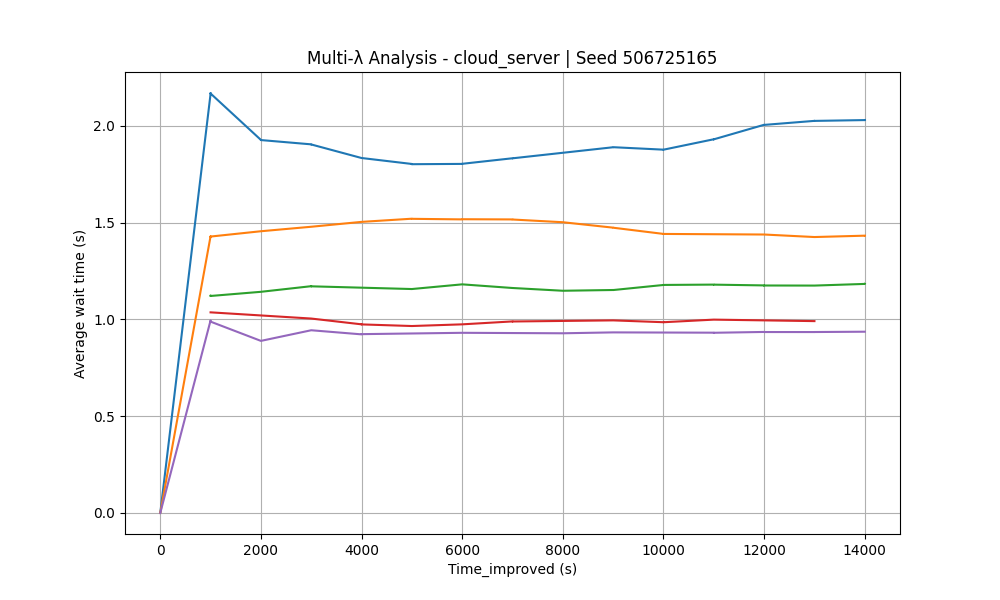 Multi-λ Analysis - cloud_server | Seed 506725165
Average wait time (s)
2.0
1.5
1.0
0.5
0.0
0 2000 4000 6000 8000 10000 12000 14000
Time_improved (s)